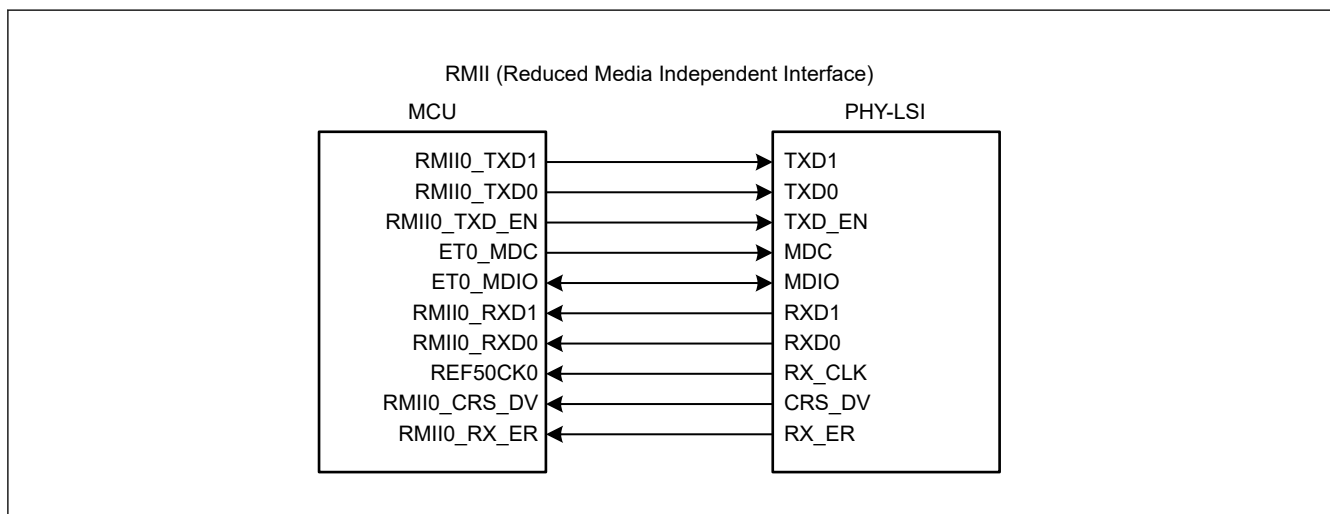 RMII (Reduced Media Independent Interface)
MCU PHY-LSI
RMII0_TXD1 TXD1
RMII0_TXD0 TXD0
RMII0_TXD_EN TXD_EN
ET0_MDC MDC
ET0_MDIO MDIO
RMII0_RXD1 RXD1
RMII0_RXD0 RXD0
REF50CK0 RX_CLK
RMII0_CRS_DV CRS_DV
RMII0_RX_ER RX_ER